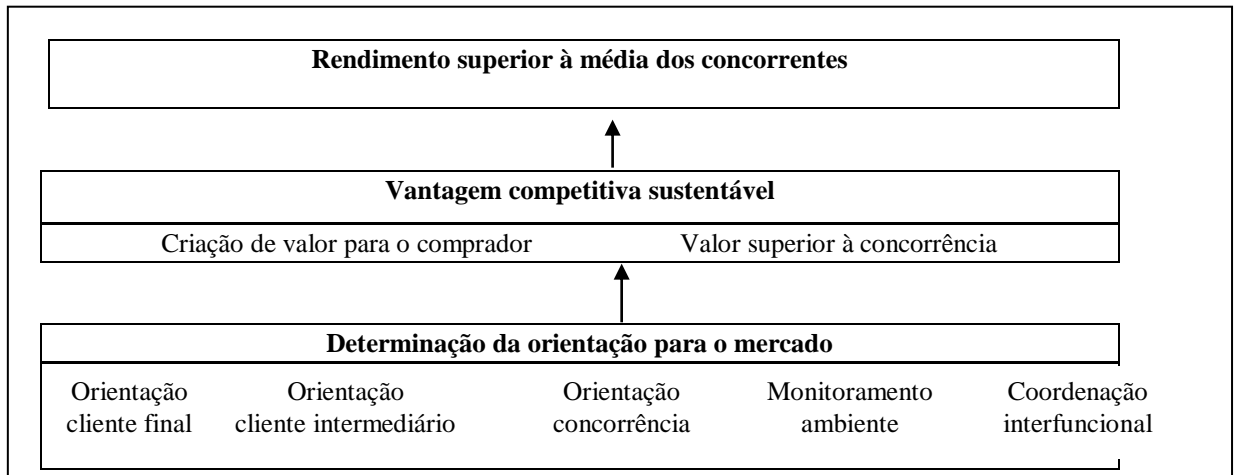 Rendimento superior à média dos concorrentes
Vantagem competitiva sustentável
Criação de valor para o comprador Valor superior à concorrência
Determinação da orientação para o mercado
Orientação Orientação Orientação Monitoramento Coordenação
cliente final cliente intermediário concorrência ambiente interfuncional